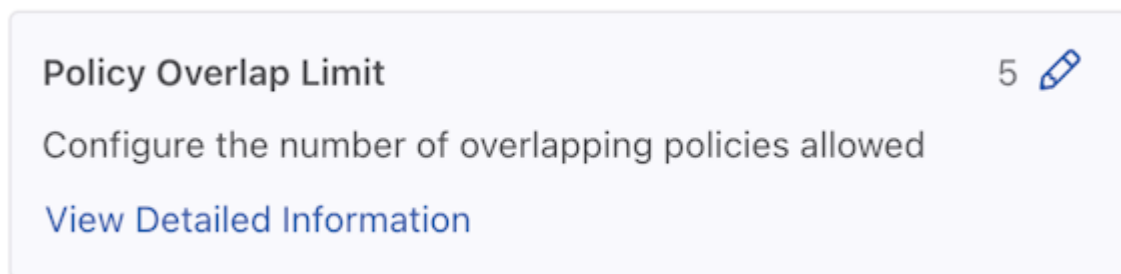 Policy Overlap Limit 5
Configure the number of overlapping policies allowed
View Detailed Information